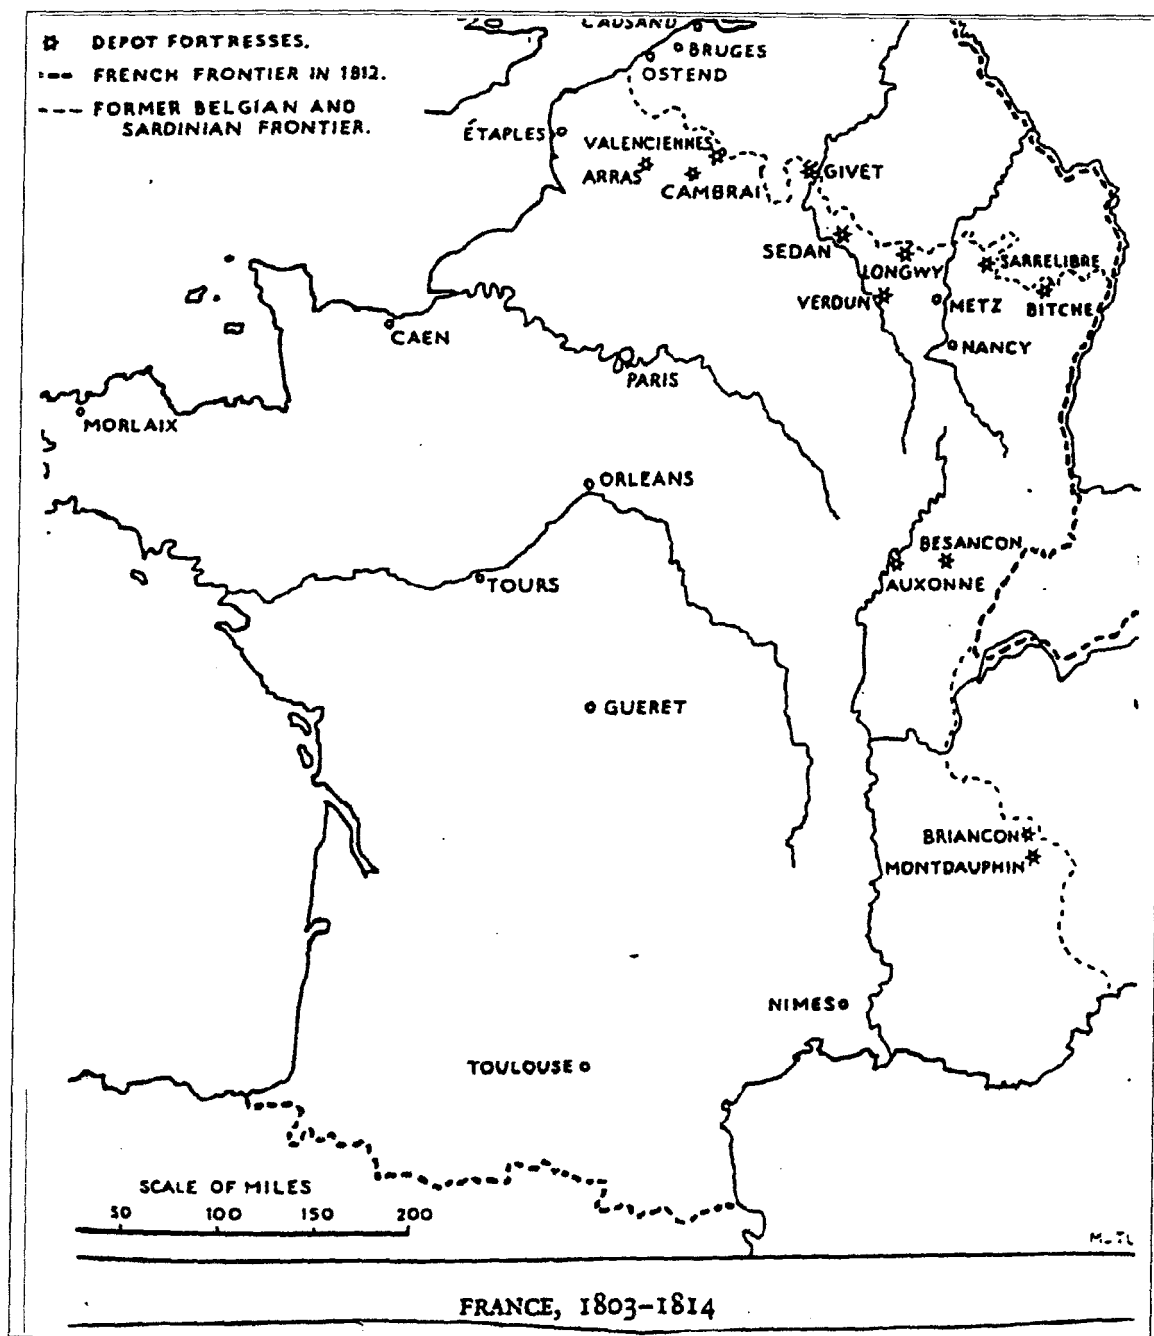 DEPOT FORTRESSES.
FRENCH FRONTIER IN 1812.
FORMER BELGIAN AND
SARDINIAN FRONTIER.
CAUSAND
BRUGES
OSTEND
ÉTAPLES
VALENCIENNES
ARRAS
CAMBRAI
GIVET
SEDAN
LONGWY
SARRELIBRE
VERDUN
METZ
BITCHE
CAEN
NANCY
PARIS
MORLAIX
ORLEANS
BESANCON
AUXONNE
TOURS
GUERET
BRIANCON
MONTDAUPHIN
NIMES
TOULOUSE
SCALE OF MILES
50 100 150 200
FRANCE, 1803–1814